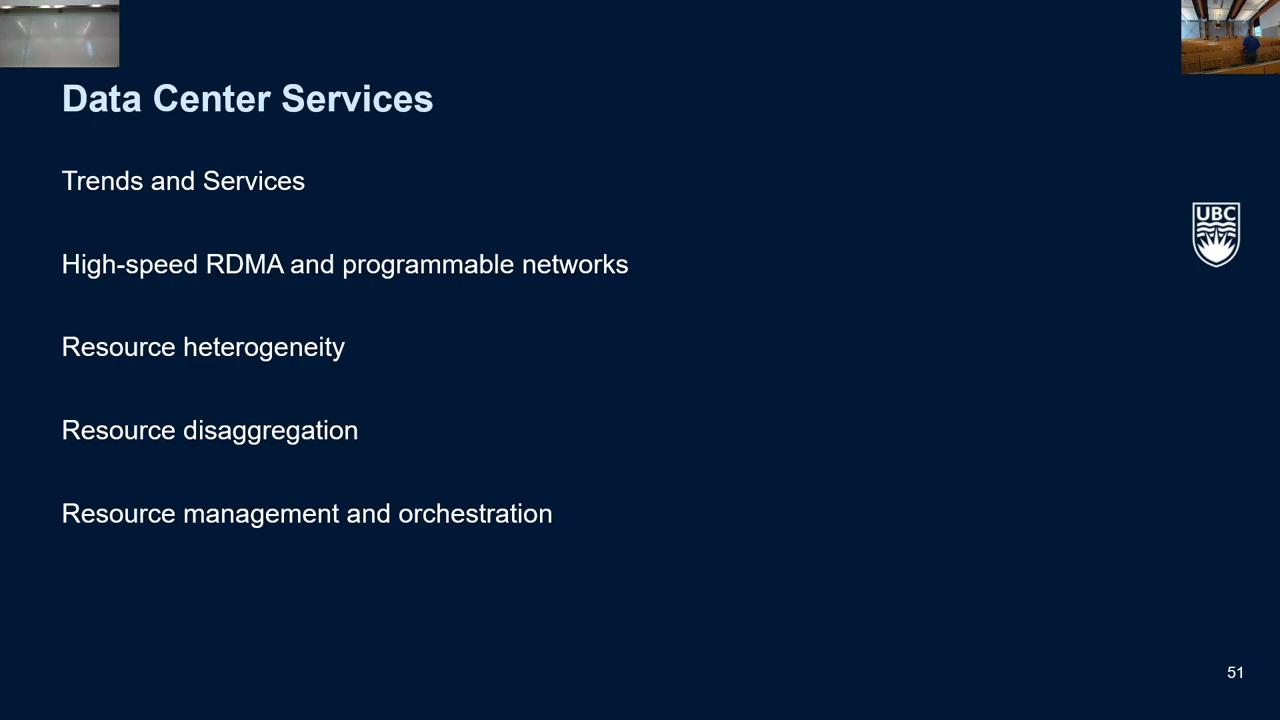 Data Center Services
Trends and Services
High-speed RDMA and programmable networks
UBC
Resource heterogeneity
Resource disaggregation
Resource management and orchestration
51